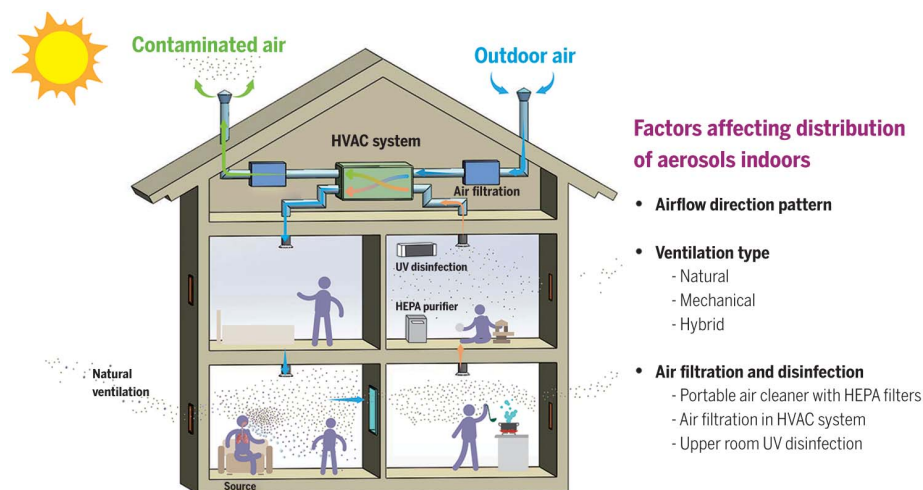 Contaminated air
Outdoor air
HVAC system
Air filtration
UV disinfection
HEPA purifier
Natural
ventilation
Source
Factors affecting distribution
of aerosols indoors
• Airflow direction pattern
• Ventilation type
- Natural
- Mechanical
- Hybrid
• Air filtration and disinfection
- Portable air cleaner with HEPA filters
- Air filtration in HVAC system
- Upper room UV disinfection